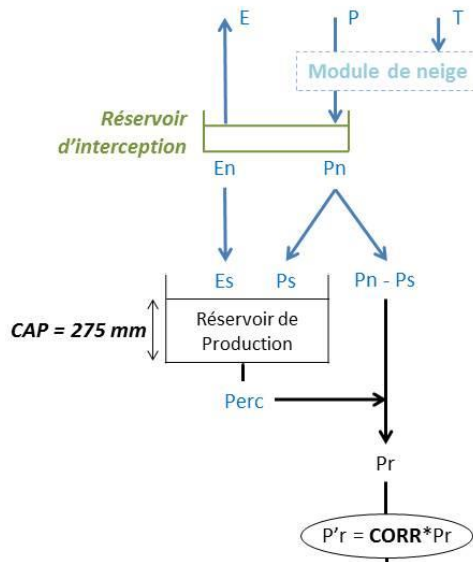 E
P
T
Module de neige
Réservoir
d'interception
En
Pn
Es
Ps
Pn - Ps
CAP = 275 mm
Réservoir de
Production
Perc
Pr
P'r = CORR*Pr